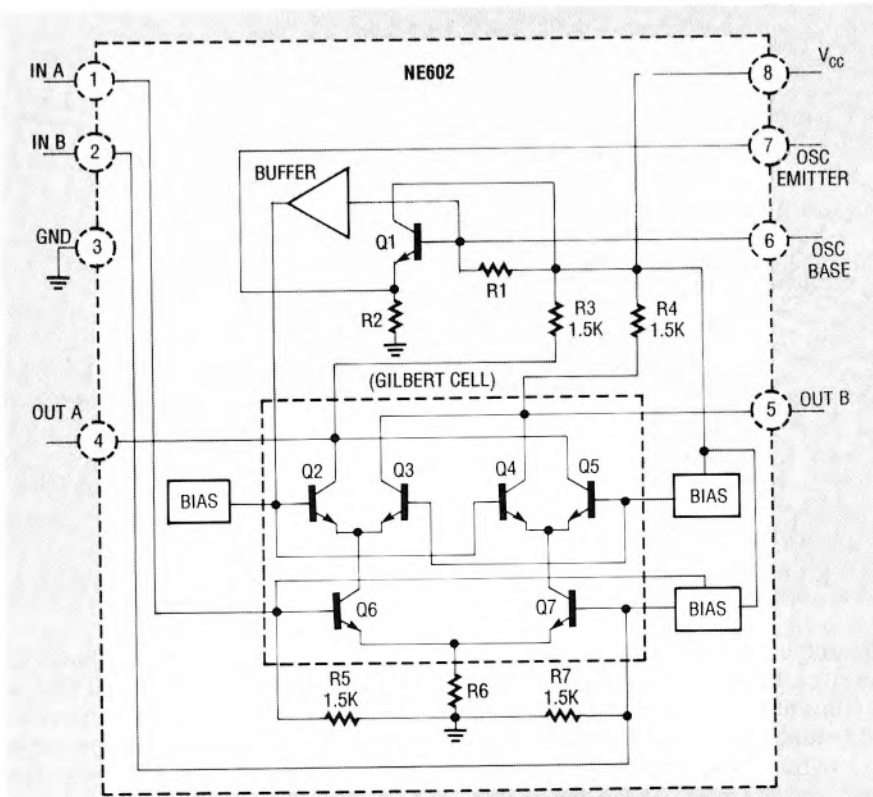 NE602
IN A
1
8
V_CC
IN B
2
7
OSC
EMITTER
BUFFER
GND
3
Q1
6
OSC
BASE
R1
R2
R3
1.5K
R4
1.5K
(GILBERT CELL)
OUT A
4
5
OUT B
Q2
Q3
Q4
Q5
BIAS
BIAS
Q6
Q7
BIAS
R5
1.5K
R6
R7
1.5K